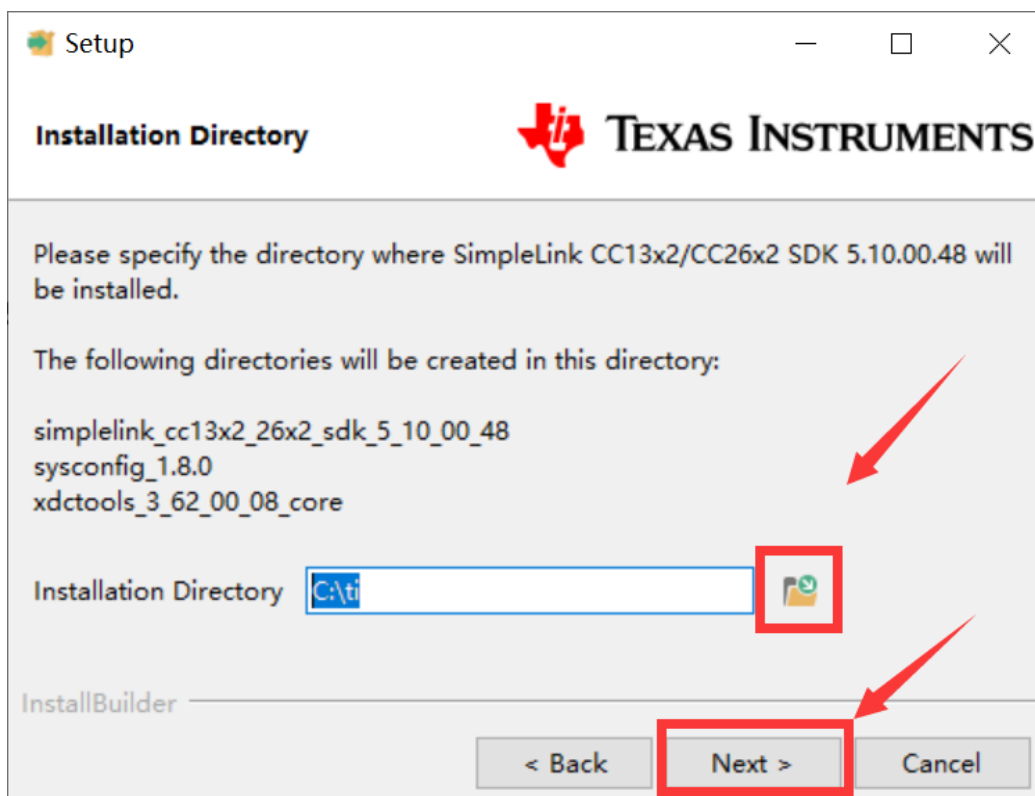 Setup
Installation Directory
TEXAS INSTRUMENTS
Please specify the directory where SimpleLink CC13x2/CC26x2 SDK 5.10.00.48 will
be installed.
The following directories will be created in this directory:
simplelink_cc13x2_26x2_sdk_5_10_00_48
sysconfig_1.8.0
xdctools_3_62_00_08_core
Installation Directory C:\ti
InstallBuilder
< Back Next > Cancel